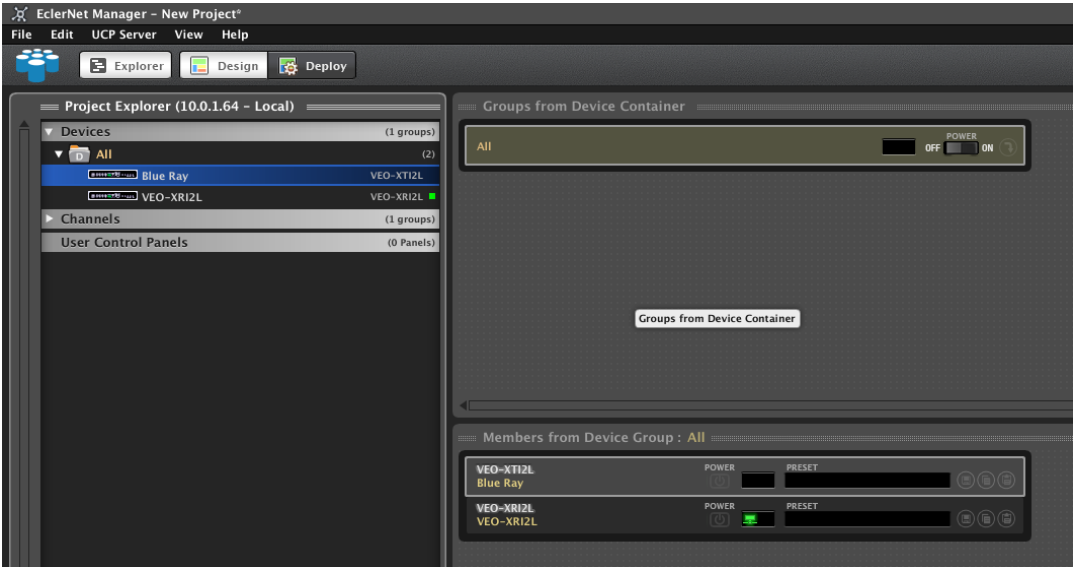 EclerNet Manager - New Project*
File Edit UCP Server View Help
Explorer Design Deploy
Project Explorer (10.0.1.64 - Local)
Devices (1 groups)
D All (2)
Blue Ray VEO-XTI2L
VEO-XRI2L VEO-XRI2L
Channels (1 groups)
User Control Panels (0 Panels)
Groups from Device Container
All POWER OFF ON
Groups from Device Container
Members from Device Group : All
VEO-XTI2L POWER PRESET
Blue Ray
VEO-XRI2L POWER PRESET
VEO-XRI2L